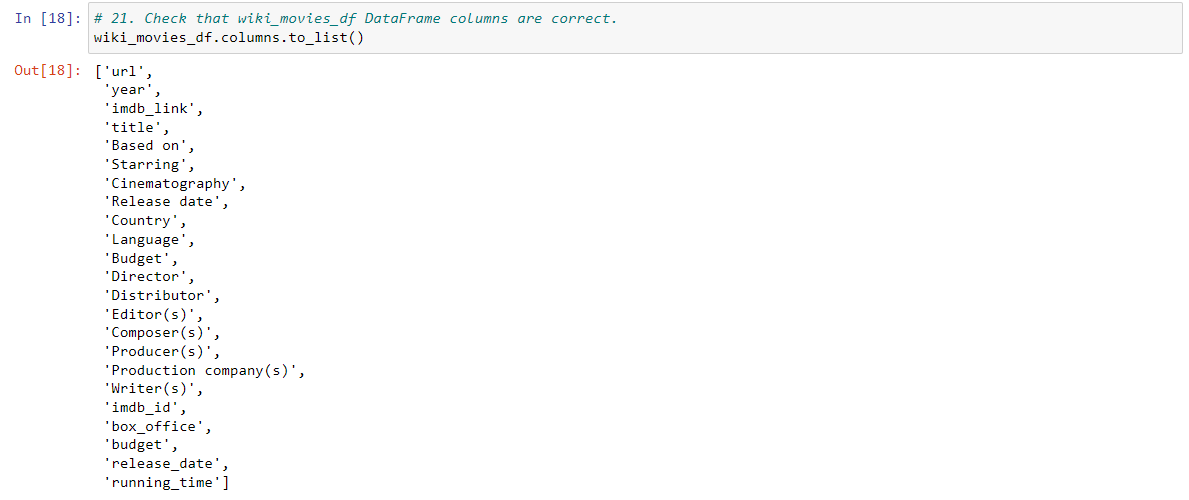 In [18]: # 21. Check that wiki_movies_df DataFrame columns are correct.
wiki_movies_df.columns.to_list()
Out[18]: ['url',
'year',
'imdb_link',
'title',
'Based on',
'Starring',
'Cinematography',
'Release date',
'Country',
'Language',
'Budget',
'Director',
'Distributor',
'Editor(s)',
'Composer(s)',
'Producer(s)',
'Production company(s)',
'Writer(s)',
'imdb_id',
'box_office',
'budget',
'release_date',
'running_time']